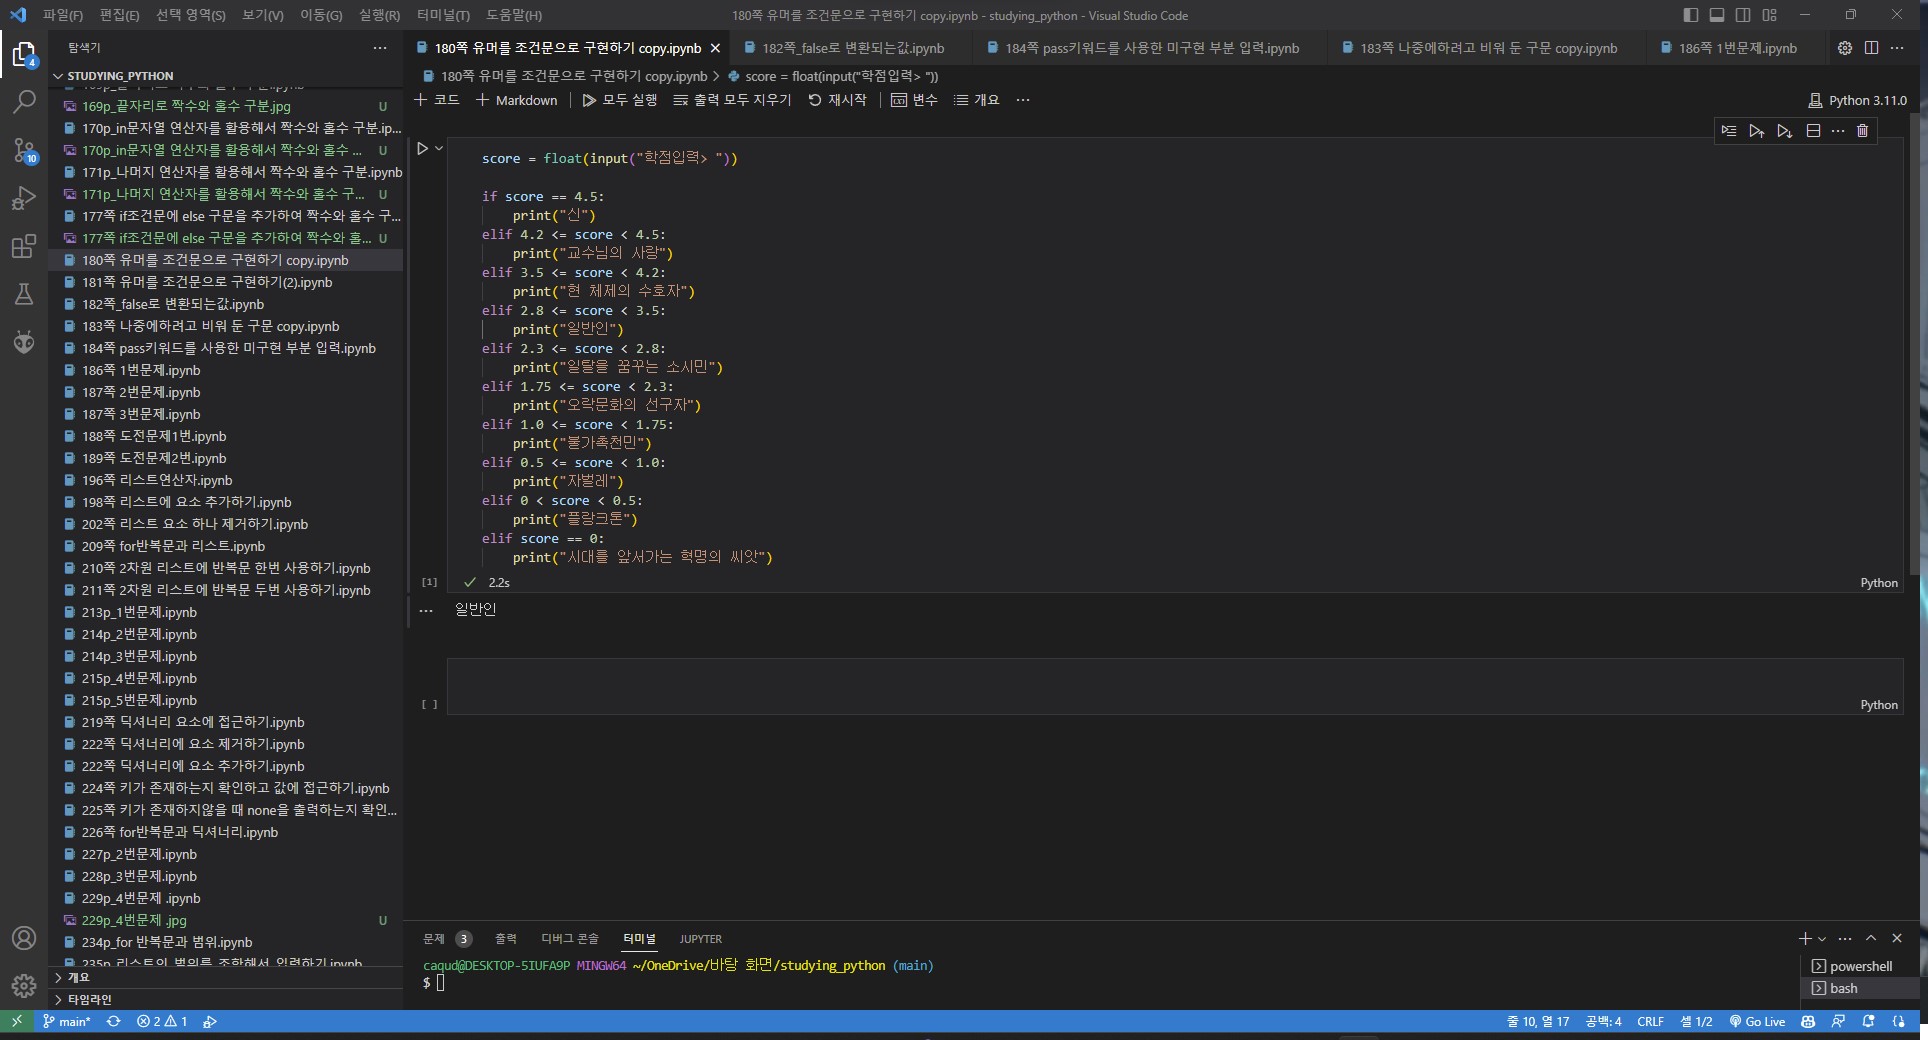 파일(F) 편집(E) 선택 영역(S) 보기(V) 이동(G) 실행(R) 터미널(T) 도움말(H)
180쪽 유머를 조건문으로 구현하기 copy.ipynb - studying_python - Visual Studio Code
탐색기
STUDYING_PYTHON
169p_끝자리로 짝수와 홀수 구분.jpg U
170p_in문자열 연산자를 활용해서 짝수와 홀수 구분.ip...
170p_in문자열 연산자를 활용해서 짝수와 홀수 ... U
171p_나머지 연산자를 활용해서 짝수와 홀수 구분.ipynb
171p_나머지 연산자를 활용해서 짝수와 홀수 구... U
177쪽 if조건문에 else 구문을 추가하여 짝수와 홀수 구...
177쪽 if조건문에 else 구문을 추가하여 짝수와 홀... U
180쪽 유머를 조건문으로 구현하기 copy.ipynb
181쪽 유머를 조건문으로 구현하기(2).ipynb
182쪽_false로 변환되는값.ipynb
183쪽 나중에하려고 비워 둔 구문 copy.ipynb
184쪽 pass키워드를 사용한 미구현 부분 입력.ipynb
186쪽 1번문제.ipynb
187쪽 2번문제.ipynb
187쪽 3번문제.ipynb
188쪽 도전문제1번.ipynb
189쪽 도전문제2번.ipynb
196쪽 리스트연산자.ipynb
198쪽 리스트에 요소 추가하기.ipynb
202쪽 리스트 요소 하나 제거하기.ipynb
209쪽 for반복문과 리스트.ipynb
210쪽 2차원 리스트에 반복문 한번 사용하기.ipynb
211쪽 2차원 리스트에 반복문 두번 사용하기.ipynb
213p_1번문제.ipynb
214p_2번문제.ipynb
214p_3번문제.ipynb
215p_4번문제.ipynb
215p_5번문제.ipynb
219쪽 딕셔너리 요소에 접근하기.ipynb
222쪽 딕셔너리에 요소 제거하기.ipynb
222쪽 딕셔너리에 요소 추가하기.ipynb
224쪽 키가 존재하는지 확인하고 값에 접근하기.ipynb
225쪽 키가 존재하지않을 때 none을 출력하는지 확인...
226쪽 for반복문과 딕셔너리.ipynb
227p_2번문제.ipynb
228p_3번문제.ipynb
229p_4번문제 .ipynb
229p_4번문제 .jpg U
234p_for 반복문과 범위.ipynb
235p_리스트의 범위를 조합해서 입력하기.ipynb
개요
타임라인
180쪽 유머를 조건문으로 구현하기 copy.ipynb 182쪽_false로 변환되는값.ipynb 184쪽 pass키워드를 사용한 미구현 부분 입력.ipynb 183쪽 나중에하려고 비워 둔 구문 copy.ipynb 186쪽 1번문제.ipynb
180쪽 유머를 조건문으로 구현하기 copy.ipynb > score = float(input("학점입력> "))
코드 Markdown 모두 실행 출력 모두 지우기 재시작 변수 개요 Python 3.11.0
score = float(input("학점입력> "))
if score == 4.5:
print("신")
elif 4.2 <= score < 4.5:
print("교수님의 사랑")
elif 3.5 <= score < 4.2:
print("현 체제의 수호자")
elif 2.8 <= score < 3.5:
print("일반인")
elif 2.3 <= score < 2.8:
print("일탈을 꿈꾸는 소시민")
elif 1.75 <= score < 2.3:
print("오락문화의 선구자")
elif 1.0 <= score < 1.75:
print("불가촉천민")
elif 0.5 <= score < 1.0:
print("자벌레")
elif 0 < score < 0.5:
print("플랑크톤")
elif score == 0:
print("시대를 앞서가는 혁명의 씨앗")
[1] 2.2s Python
일반인
[ ] Python
문제 3 출력 디버그 콘솔 터미널 JUPYTER
caqud@DESKTOP-5IUFA9P MINGW64 ~/OneDrive/바탕 화면/studying_python (main)
$
powershell
bash
4
10
main* 2 1 줄 10, 열 17 공백: 4 CRLF 셀 1/2 Go Live